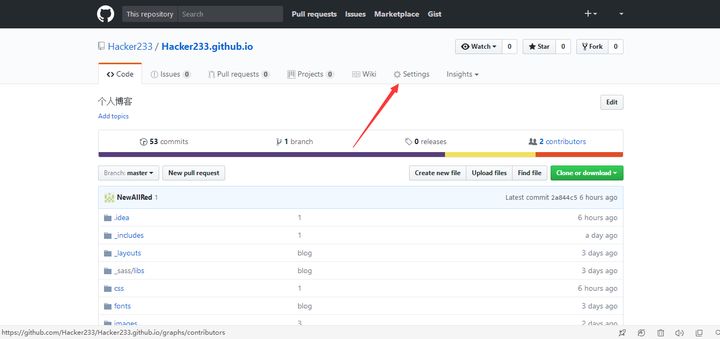 This repository Search Pull requests Issues Marketplace Gist
Hacker233 / Hacker233.github.io Watch 0 Star 0 Fork 0
Code Issues 0 Pull requests 0 Projects 0 Wiki Settings Insights
个人博客 Edit
Add topics
53 commits 1 branch 0 releases 2 contributors
Branch: master New pull request Create new file Upload files Find file Clone or download
NewAllRed 1 Latest commit 2a844c5 6 hours ago
.idea 1 6 hours ago
_includes 1 a day ago
_layouts blog 3 days ago
_sass/libs blog 3 days ago
css 1 6 hours ago
fonts blog 3 days ago
images 3 2 days ago
https://github.com/Hacker233/Hacker233.github.io/graphs/contributors